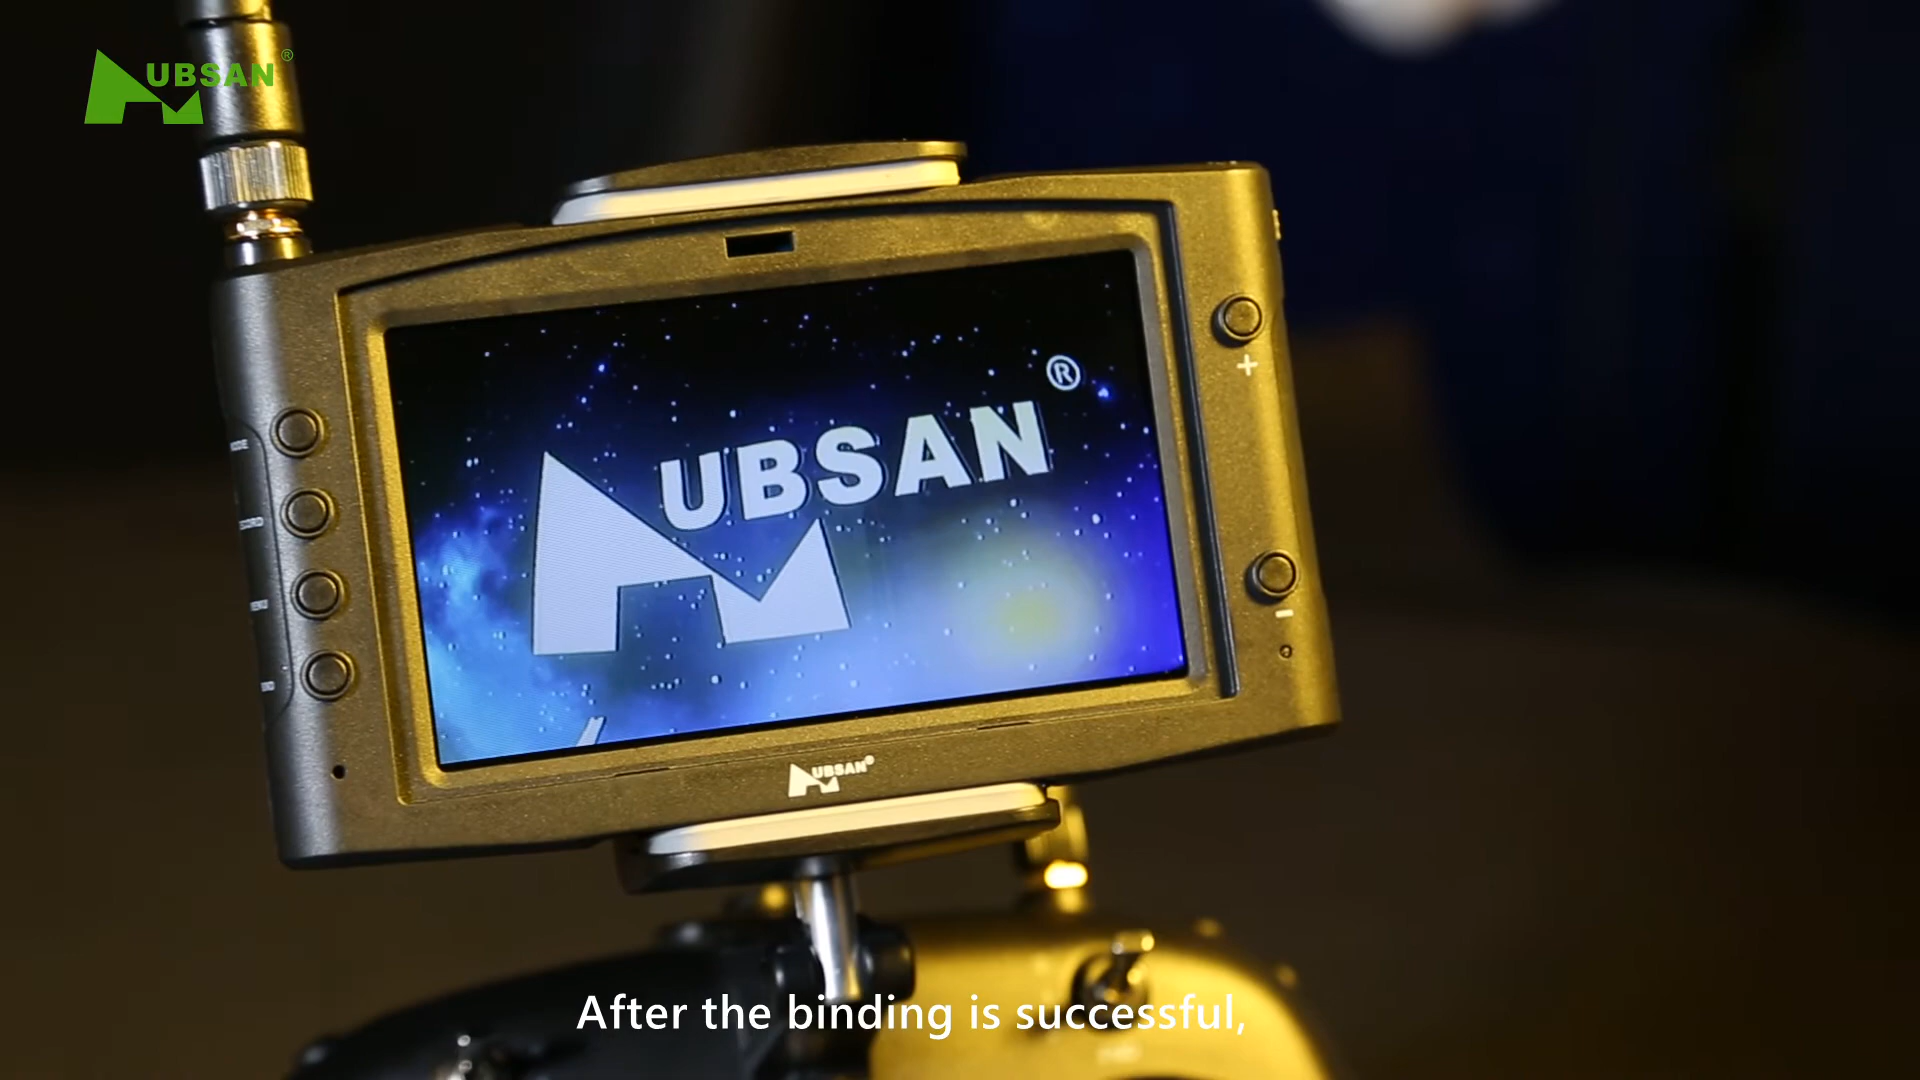 UBSAN®
®
UBSAN
+
-
UBSAN®
After the binding is successful,